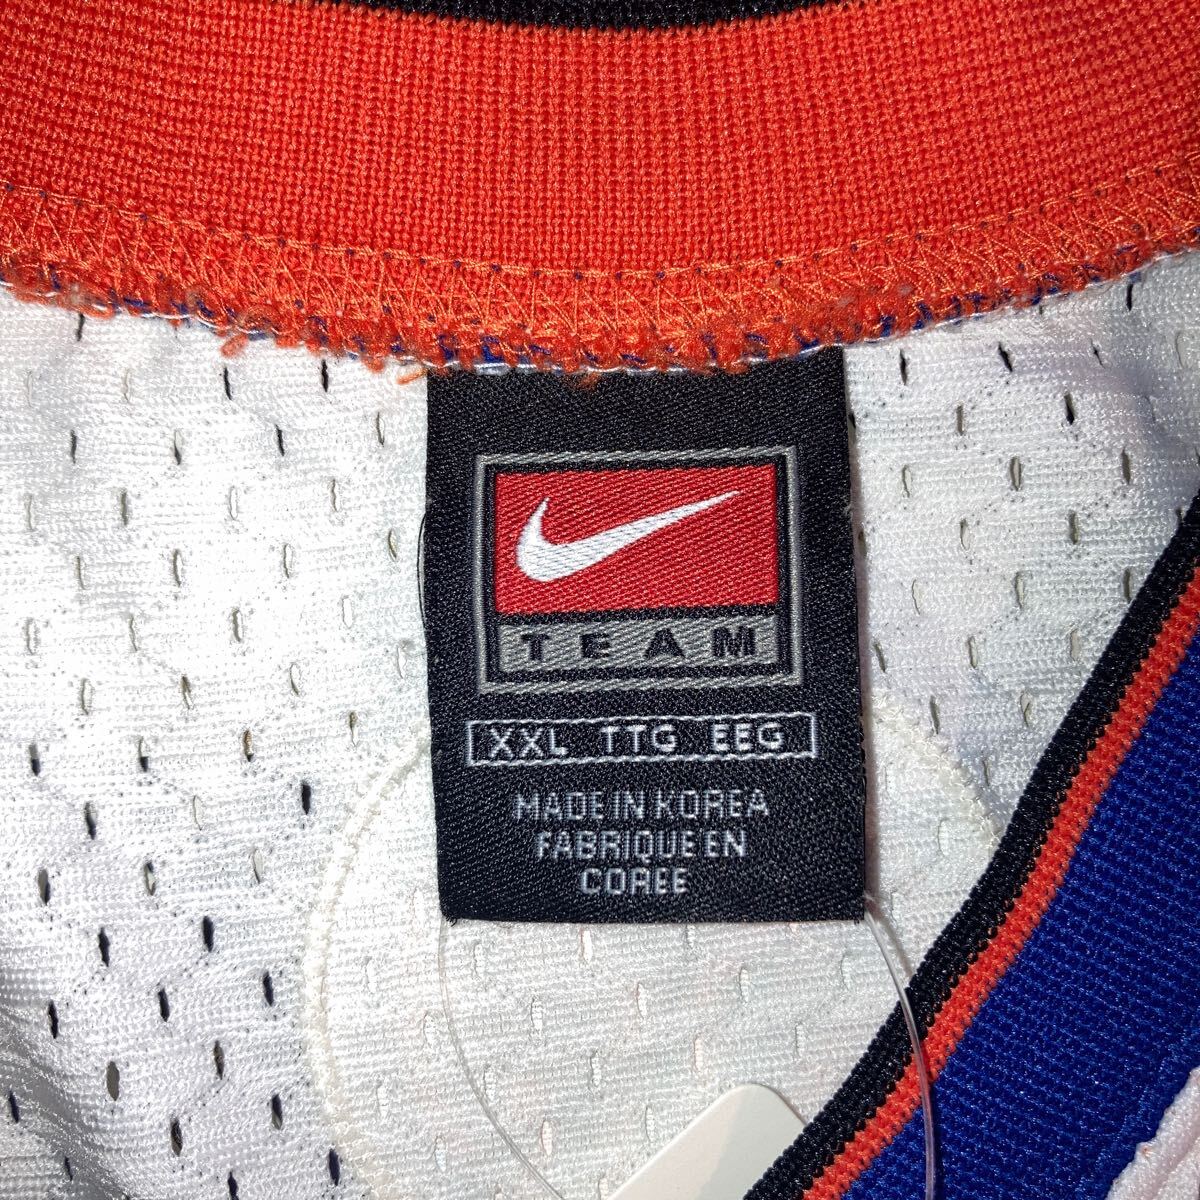 TEAM
XXL TTG EEG
MADE IN KOREA
FABRIQUE EN
COREE